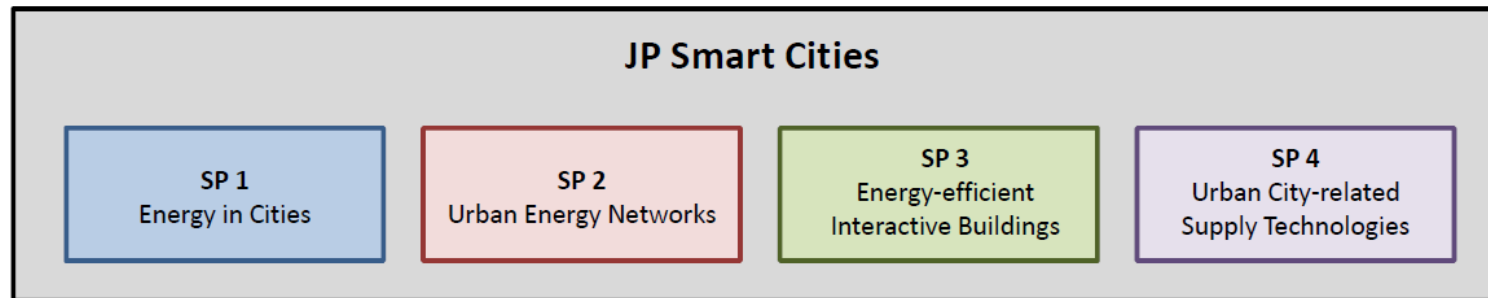 JP Smart Cities
SP 1
Energy in Cities
SP 2
Urban Energy Networks
SP 3
Energy-efficient
Interactive Buildings
SP 4
Urban City-related
Supply Technologies